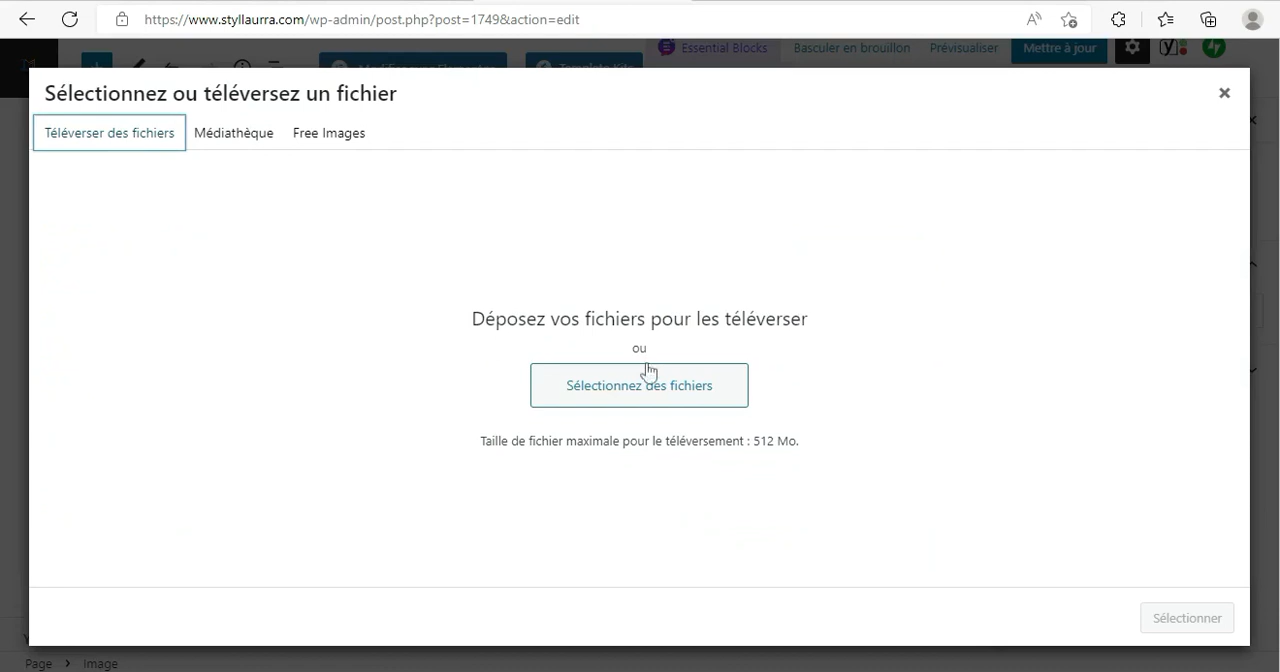 https://www.styllaurra.com/wp-admin/post.php?post=1749&action=edit
Essential Blocks Basculer en brouillon Prévisualiser Mettre à jour
Sélectionnez ou téléversez un fichier
Téléverser des fichiers Médiathèque Free Images
Déposez vos fichiers pour les téléverser
ou
Sélectionnez des fichiers
Taille de fichier maximale pour le téléversement : 512 Mo.
Sélectionner
Page > Image